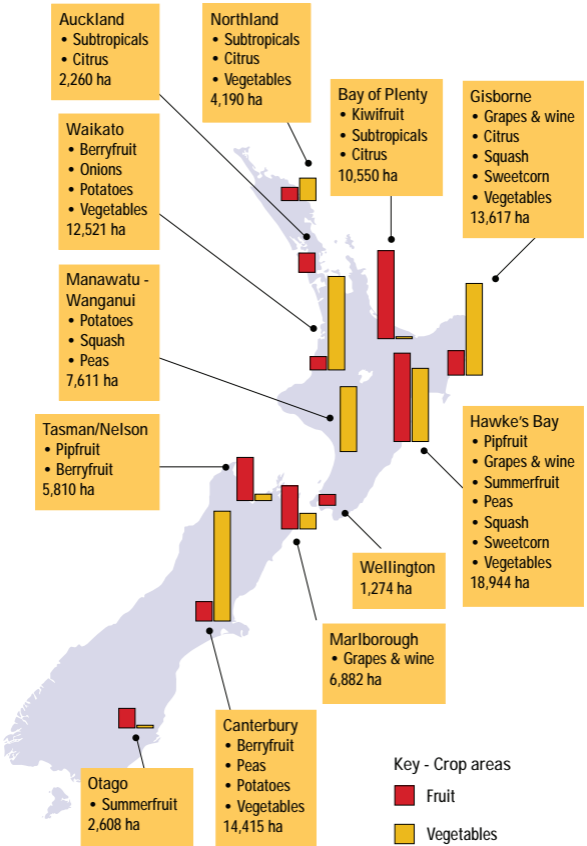 Auckland
• Subtropicals
• Citrus
2,260 ha
Northland
• Subtropicals
• Citrus
• Vegetables
4,190 ha
Bay of Plenty
• Kiwifruit
• Subtropicals
• Citrus
10,550 ha
Gisborne
• Grapes & wine
• Citrus
• Squash
• Sweetcorn
• Vegetables
13,617 ha
Waikato
• Berryfruit
• Onions
• Potatoes
• Vegetables
12,521 ha
Manawatu -
Wanganui
• Potatoes
• Squash
• Peas
7,611 ha
Tasman/Nelson
• Pipfruit
• Berryfruit
5,810 ha
Hawke's Bay
• Pipfruit
• Grapes & wine
• Summerfruit
• Peas
• Squash
• Sweetcorn
• Vegetables
18,944 ha
Wellington
1,274 ha
Marlborough
• Grapes & wine
6,882 ha
Canterbury
• Berryfruit
• Peas
• Potatoes
• Vegetables
14,415 ha
Otago
• Summerfruit
2,608 ha
Key - Crop areas
Fruit
Vegetables